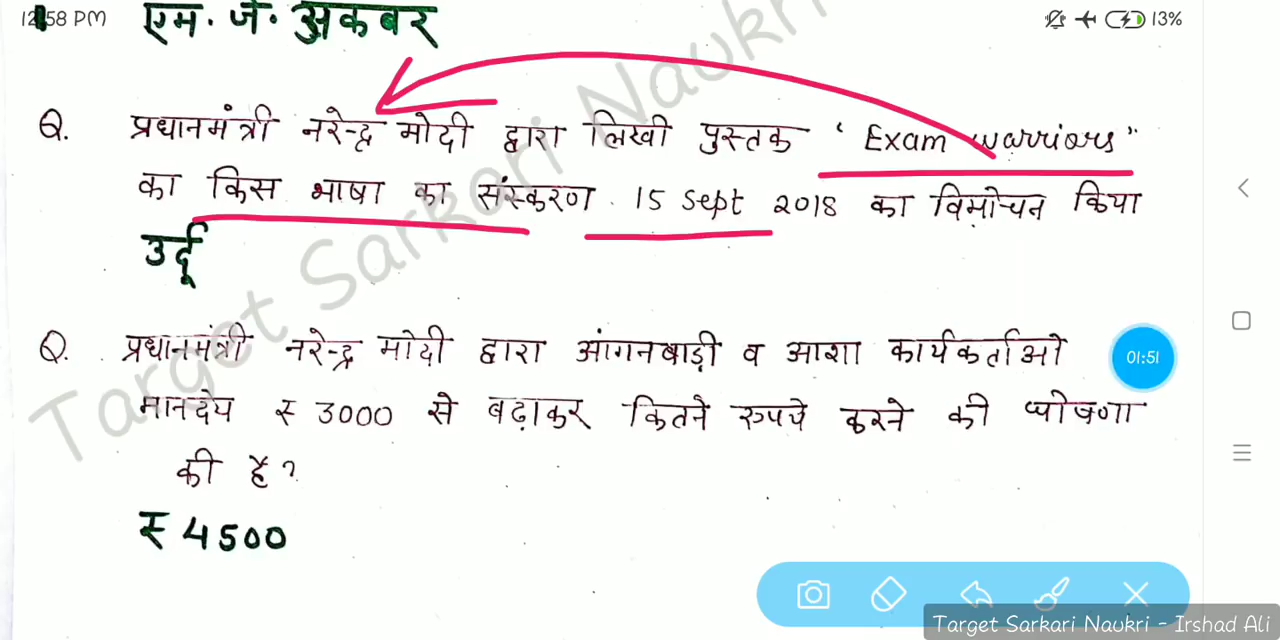 12:58 PM
13%
एम. जे. अकबर
Q. प्रधानमंत्री नरेन्द्र मोदी द्वारा लिखी पुस्तक ‘Exam warriors”
का किस भाषा का संस्करण 15 Sept 2018 का विमोचन किया
उर्दू
Q. प्रधानमंत्री नरेन्द्र मोदी द्वारा आंगनबाड़ी व आशा कार्यकर्ताओ
01:51
मानदेय ₹ 3000 से बढ़ाकर कितने रुपये करने की घोषणा
की है?
₹ 4500
Target Sarkari Naukri
Target Sarkari Naukri - Irshad Ali